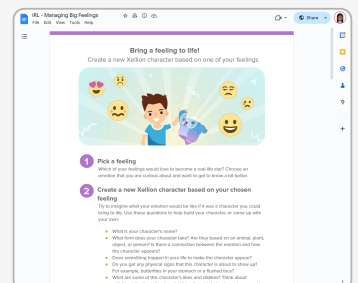 IRL - Managing Big Feelings
File Edit View Tools Help
Share
Bring a feeling to life!
Create a new Xellion character based on one of your feelings
1 Pick a feeling
Which of your feelings would love to become a real-life star? Choose an
emotion that you are curious about and want to get to know a bit better.
2 Create a new Xellion character based on your chosen
feeling
Try to imagine what your emotion would be like if it was a character you could
bring to life. Use these questions to help build your character, or come up with
your own:
What is your character's name?
What form does your character take? Are they based on an animal, plant,
object, or person? Is there a connection between the emotion and how
the character appears?
Does something happen in your life to make the character appear?
Do you get any physical signs that this character is about to show up?
For example, butterflies in your stomach or a flushed face?
What are some of this character's likes and dislikes? Think about